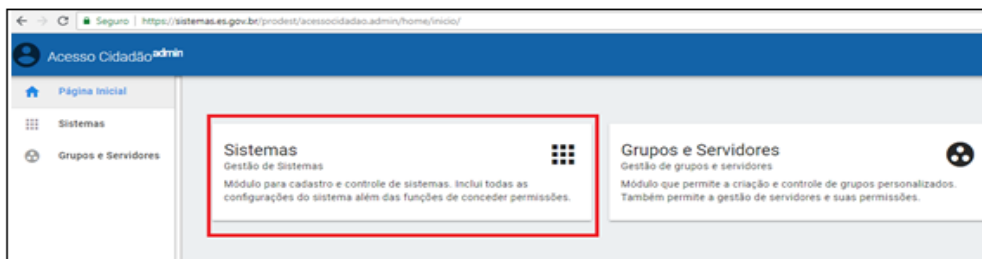 Seguro | https://sistemas.es.gov.br/prodest/acessocidadao.admin/home/inicio/
Acesso Cidadão admin
Página Inicial
Sistemas
Grupos e Servidores
Sistemas
Gestão de Sistemas
Módulo para cadastro e controle de sistemas. Inclui todas as
configurações do sistema além das funções de conceder permissões.
Grupos e Servidores
Gestão de grupos e servidores
Módulo que permite a criação e controle de grupos personalizados.
Também permite a gestão de servidores e suas permissões.